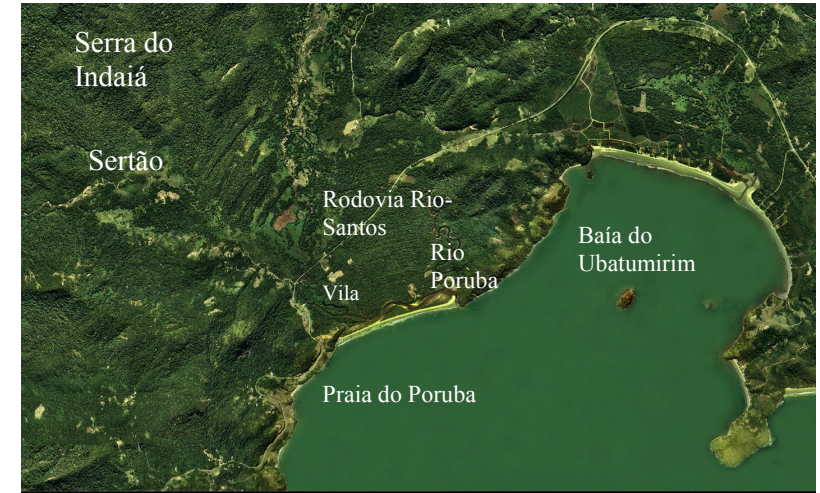 Serra do
Indaiá
Sertão
Rodovia Rio-
Santos
Rio
Poruba
Vila
Baía do
Ubatumirim
Praia do Poruba